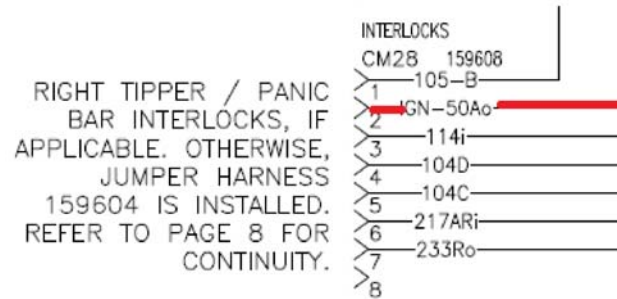 INTERLOCKS
CM28 159608
105-B
1
IGN-50Ao
2
114i
3
104D
4
104C
5
217ARi
6
233Ro
7
8
RIGHT TIPPER / PANIC
BAR INTERLOCKS, IF
APPLICABLE. OTHERWISE,
JUMPER HARNESS
159604 IS INSTALLED.
REFER TO PAGE 8 FOR
CONTINUITY.